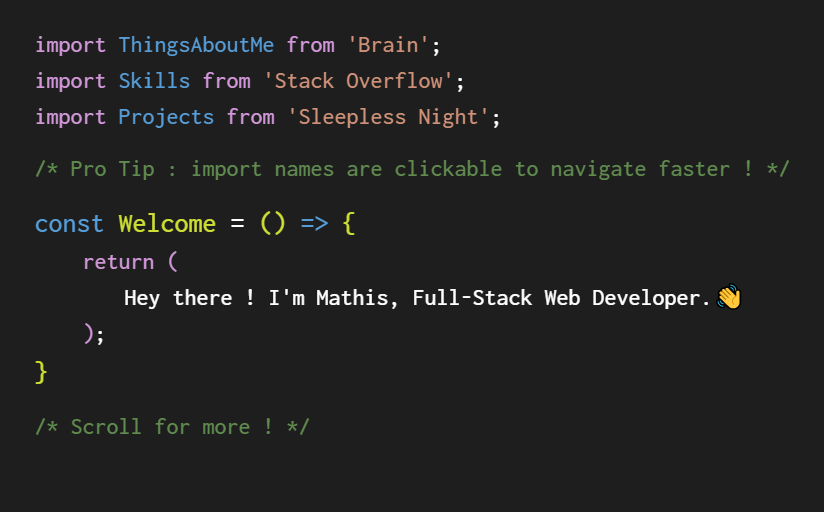 import ThingsAboutMe from 'Brain';
import Skills from 'Stack Overflow';
import Projects from 'Sleepless Night';
/* Pro Tip : import names are clickable to navigate faster ! */
const Welcome = () => {
return (
Hey there ! I'm Mathis, Full-Stack Web Developer.👋
);
}
/* Scroll for more ! */